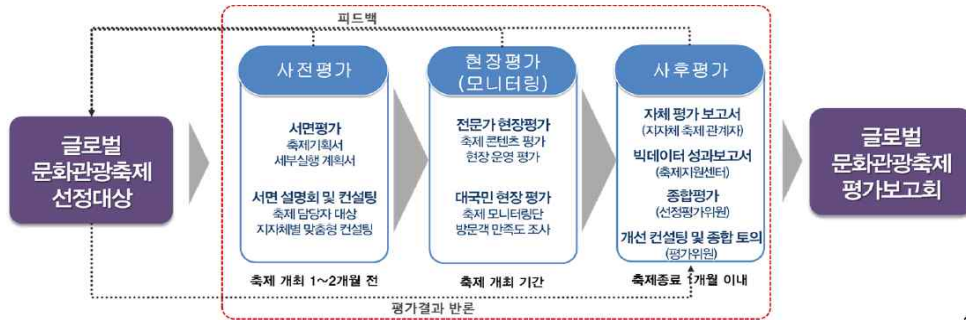 피드백
글로벌
문화관광축제
선정대상
사전평가
서면평가
축제기획서
세부실행 계획서
서면 설명회 및 컨설팅
축제 담당자 대상
지자체별 맞춤형 컨설팅
축제 개최 1~2개월 전
현장평가
(모니터링)
전문가 현장평가
축제 콘텐츠 평가
현장 운영 평가
대국민 현장 평가
축제 모니터링단
방문객 만족도 조사
축제 개최 기간
사후평가
자체 평가 보고서
(지자체 축제 관계자)
빅데이터 성과보고서
(축제지원센터)
종합평가
(선정평가위원)
개선 컨설팅 및 종합 토의
(평가위원)
축제종료 1개월 이내
글로벌
문화관광축제
평가보고회
평가결과 반론